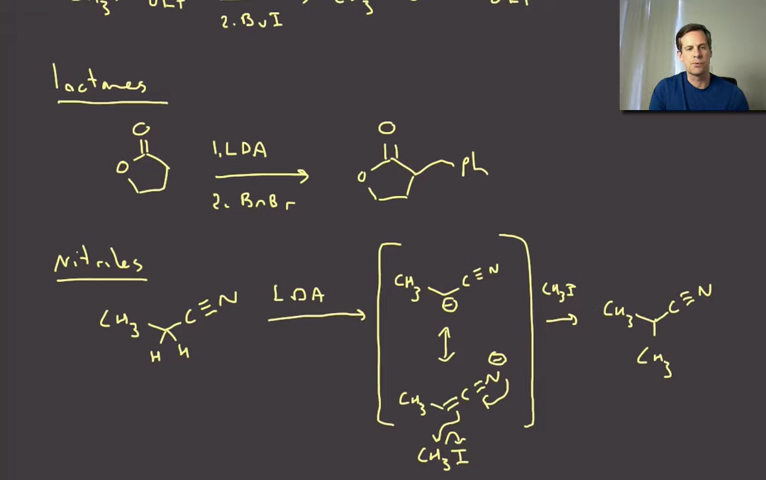 2. BuI
lactones
O
O
1. LDA
2. BnBr
O
O
Ph
Nitriles
CH3
C≡N
H H
LDA
CH3
C≡N
⊖
CH3
C≡N
⊖
CH3I
CH3I
CH3
C≡N
CH3